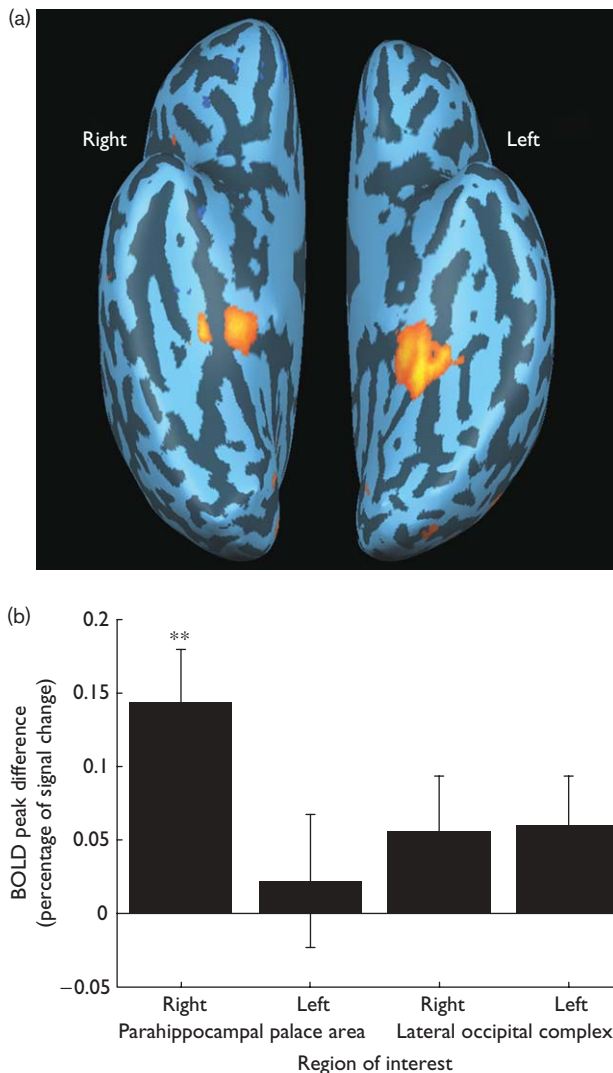 (a)
Right
Left
(b)
0.2
0.15
0.1
0.05
0
−0.05
BOLD peak difference
(percentage of signal change)
**
Right
Left
Right
Left
Parahippocampal palace area
Lateral occipital complex
Region of interest